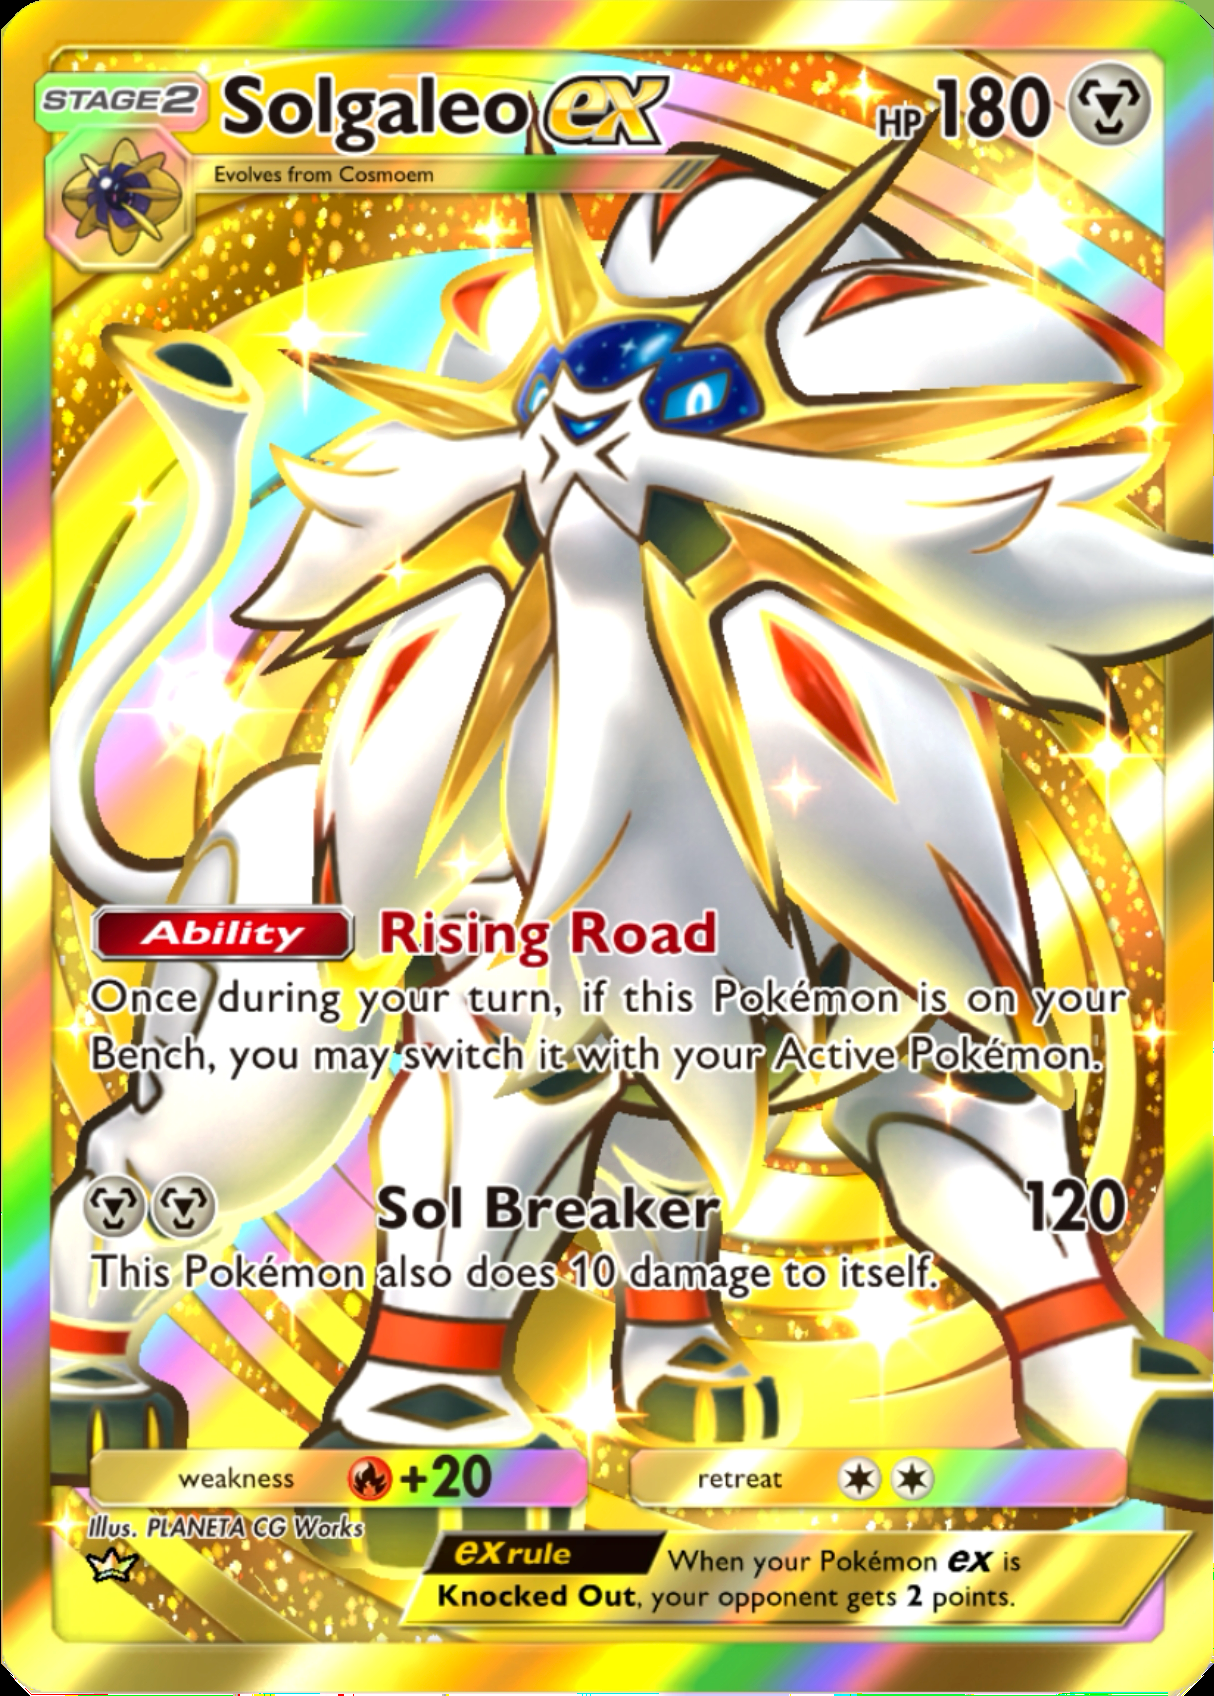 STAGE2 Solgaleo ex HP 180
Evolves from Cosmoem
Ability Rising Road
Once during your turn, if this Pokémon is on your
Bench, you may switch it with your Active Pokémon.
Sol Breaker 120
This Pokémon also does 10 damage to itself.
weakness +20 retreat
Illus. PLANETA CG Works
ex rule When your Pokémon ex is
Knocked Out, your opponent gets 2 points.